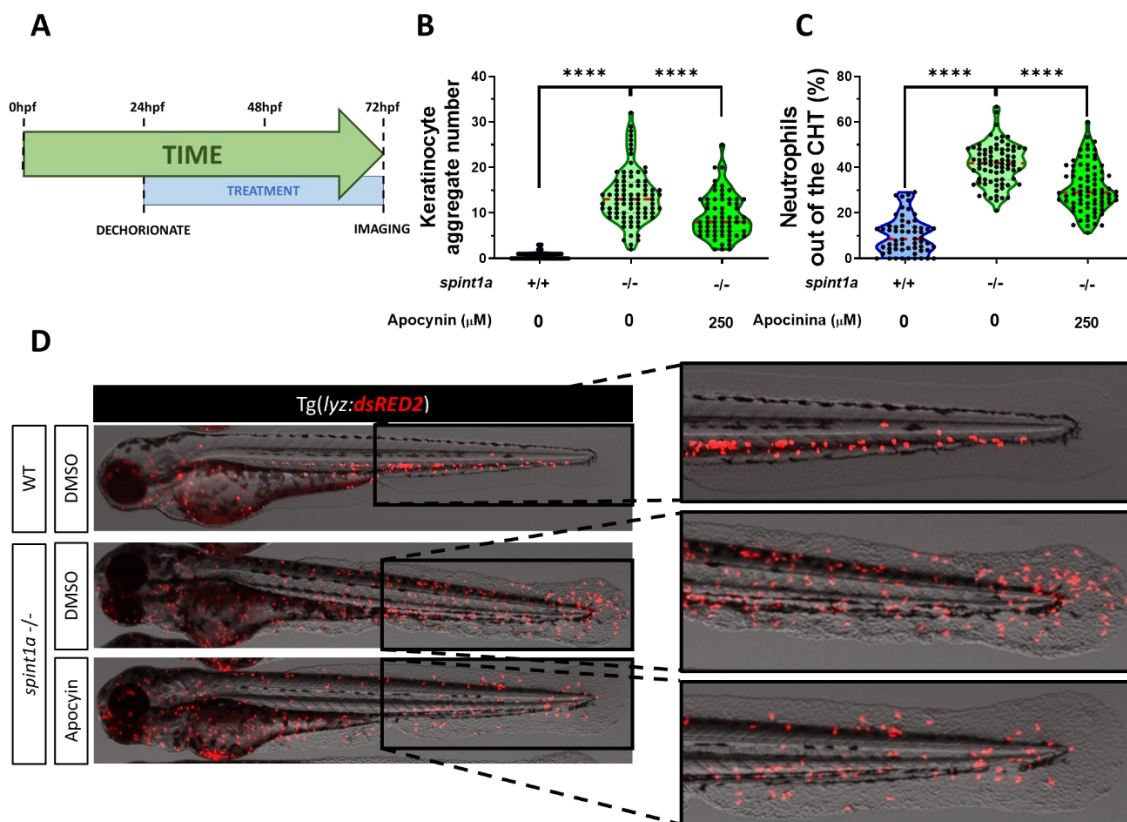 A
0hpf 24hpf 48hpf 72hpf
TIME
TREATMENT
DECHORIONATE IMAGING
B
**** ****
Keratinocyte
aggregate number
40
30
20
10
0
spint1a +/+ -/- -/-
Apocynin (μM) 0 0 250
C
**** ****
Neutrophils
out of the CHT (%)
80
60
40
20
0
spint1a +/+ -/- -/-
Apocinina (μM) 0 0 250
D
Tg(lyz:dsRED2)
WT
DMSO
spint1a -/-
DMSO
Apocyin